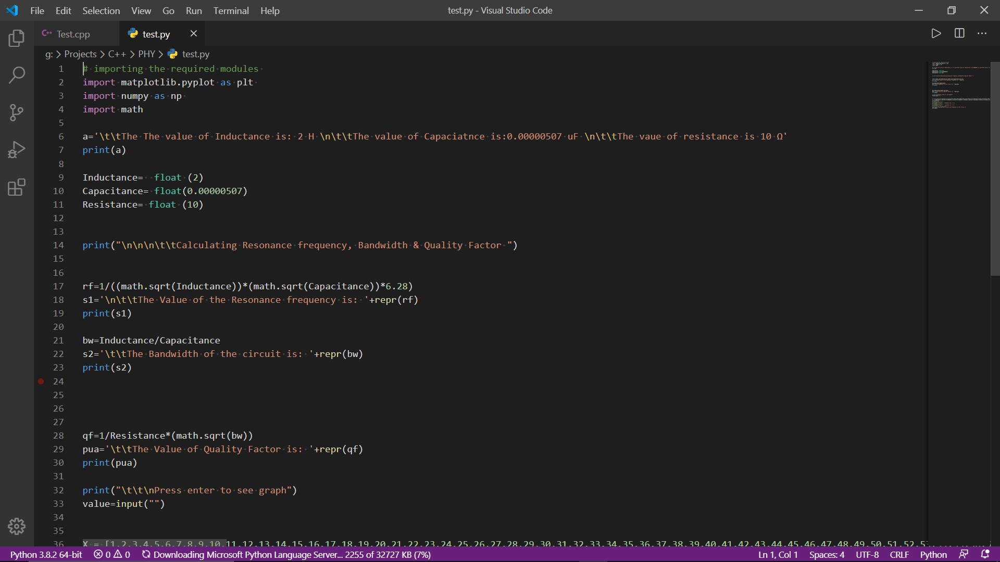 File Edit Selection View Go Run Terminal Help
test.py - Visual Studio Code
Test.cpp
test.py
g: > Projects > C++ > PHY > test.py
1 # importing the required modules
2 import matplotlib.pyplot as plt
3 import numpy as np
4 import math
5
6 a='\t\tThe The value of Inductance is: 2 H \n\t\tThe value of Capaciatnce is:0.00000507 uF \n\t\tThe vaue of resistance is 10 Ω'
7 print(a)
8
9 Inductance=  float (2)
10 Capacitance= float(0.00000507)
11 Resistance= float (10)
12
13
14 print("\n\n\n\t\tCalculating Resonance frequency, Bandwidth & Quality Factor ")
15
16
17 rf=1/((math.sqrt(Inductance))*(math.sqrt(Capacitance))*6.28)
18 s1='\n\t\tThe Value of the Resonance frequency is: '+repr(rf)
19 print(s1)
20
21 bw=Inductance/Capacitance
22 s2='\t\tThe Bandwidth of the circuit is: '+repr(bw)
23 print(s2)
24
25
26
27
28 qf=1/Resistance*(math.sqrt(bw))
29 pua='\t\tThe Value of Quality Factor is: '+repr(qf)
30 print(pua)
31
32 print("\t\t\nPress enter to see graph")
33 value=input("")
34
35
36 X = [1,2,3,4,5,6,7,8,9,10,11,12,13,14,15,16,17,18,19,20,21,22,23,24,25,26,27,28,29,30,31,32,33,34,35,36,37,38,39,40,41,42,43,44,45,46,47,48,49,50,51,52,5
Python 3.8.2 64-bit 0 0 Downloading Microsoft Python Language Server... 2255 of 32727 KB (7%) Ln 1, Col 1 Spaces: 4 UTF-8 CRLF Python